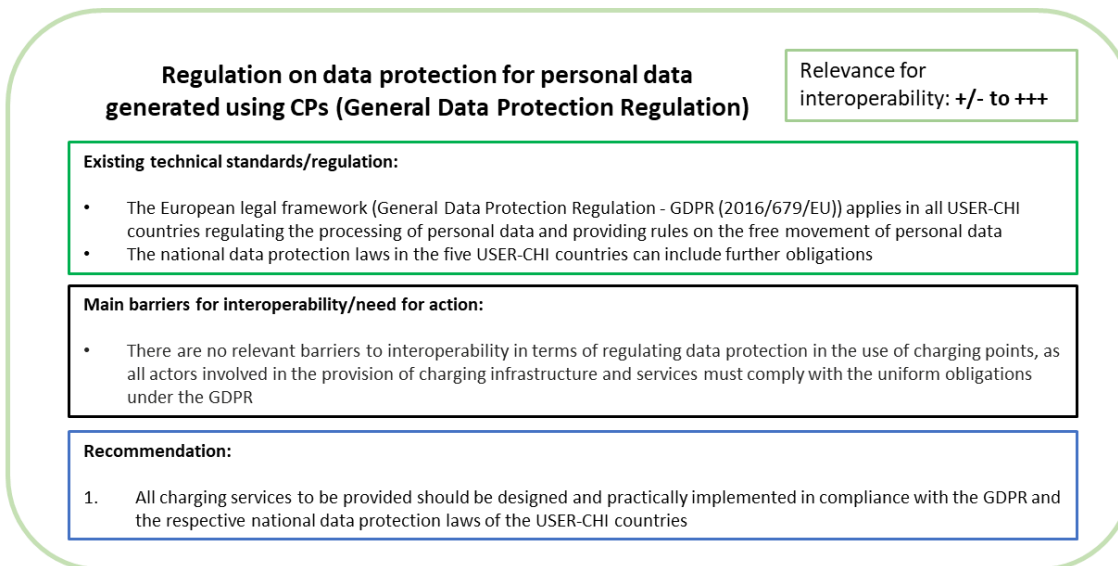 Regulation on data protection for personal data
generated using CPs (General Data Protection Regulation)
Relevance for
interoperability: +/- to +++
Existing technical standards/regulation:
• The European legal framework (General Data Protection Regulation - GDPR (2016/679/EU)) applies in all USER-CHI
countries regulating the processing of personal data and providing rules on the free movement of personal data
• The national data protection laws in the five USER-CHI countries can include further obligations
Main barriers for interoperability/need for action:
• There are no relevant barriers to interoperability in terms of regulating data protection in the use of charging points, as
all actors involved in the provision of charging infrastructure and services must comply with the uniform obligations
under the GDPR
Recommendation:
1. All charging services to be provided should be designed and practically implemented in compliance with the GDPR and
the respective national data protection laws of the USER-CHI countries